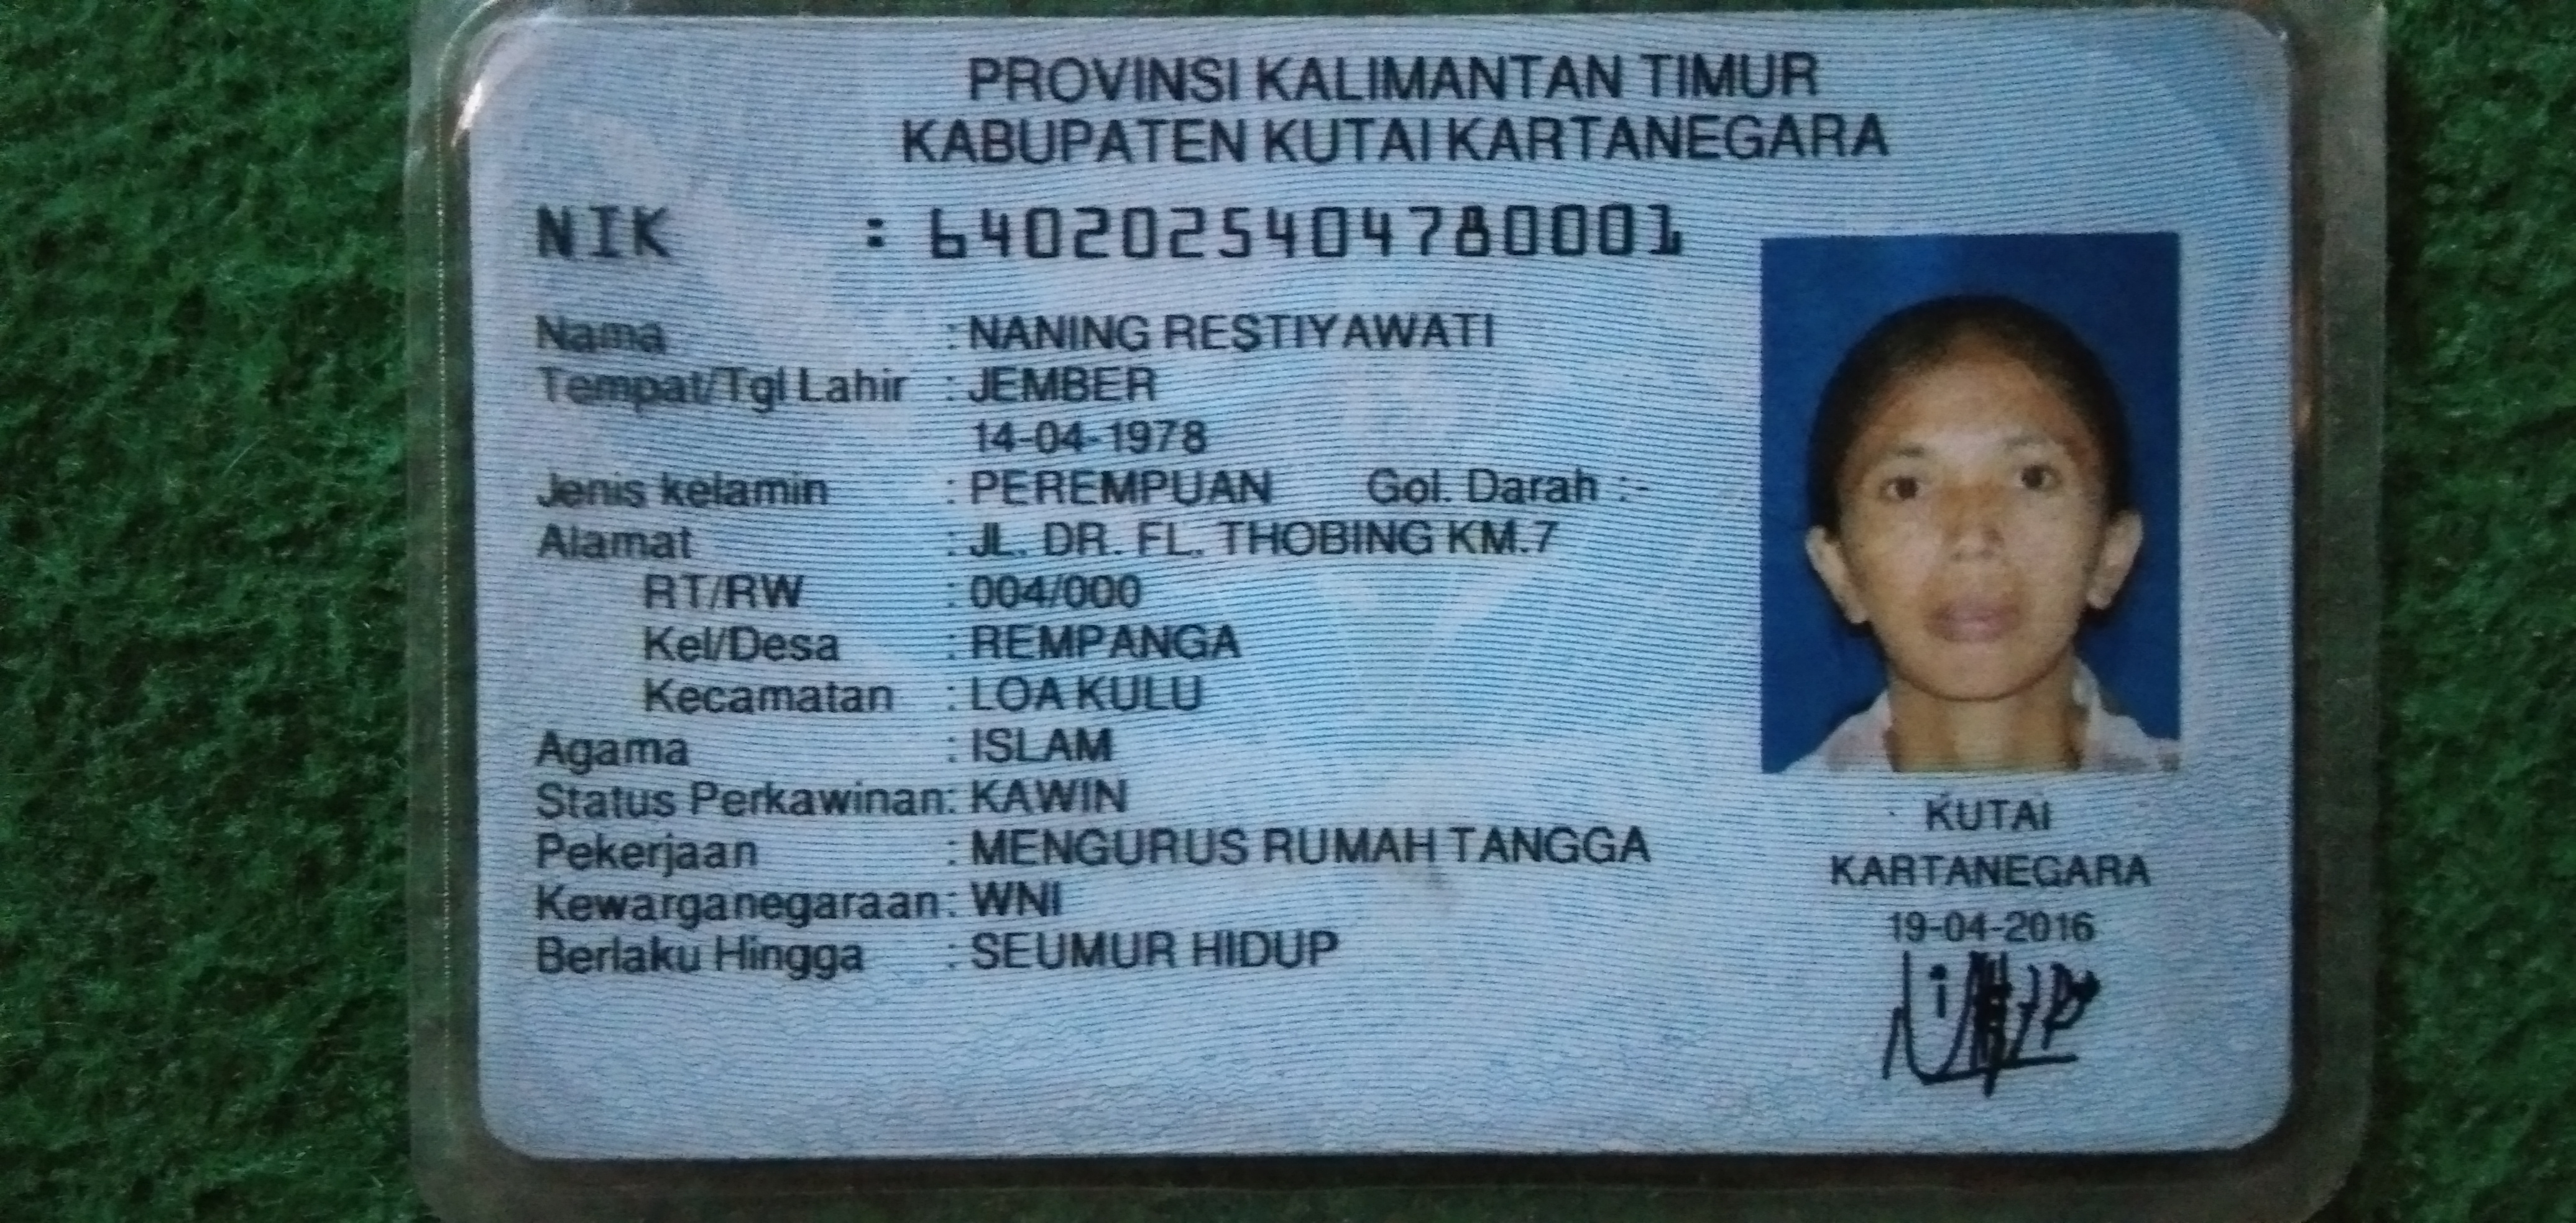 PROVINSI KALIMANTAN TIMUR
KABUPATEN KUTAI KARTANEGARA
NIK : 6402025404780001
Nama : NANING RESTIYAWATI
Tempat/Tgl Lahir : JEMBER
14-04-1978
Jenis kelamin : PEREMPUAN Gol. Darah :-
Alamat : JL. DR. FL. THOBING KM.7
RT/RW : 004/000
Kel/Desa : REMPANGA
Kecamatan : LOA KULU
Agama : ISLAM
Status Perkawinan: KAWIN
Pekerjaan : MENGURUS RUMAH TANGGA
Kewarganegaraan: WNI
Berlaku Hingga : SEUMUR HIDUP
KUTAI
KARTANEGARA
19-04-2016